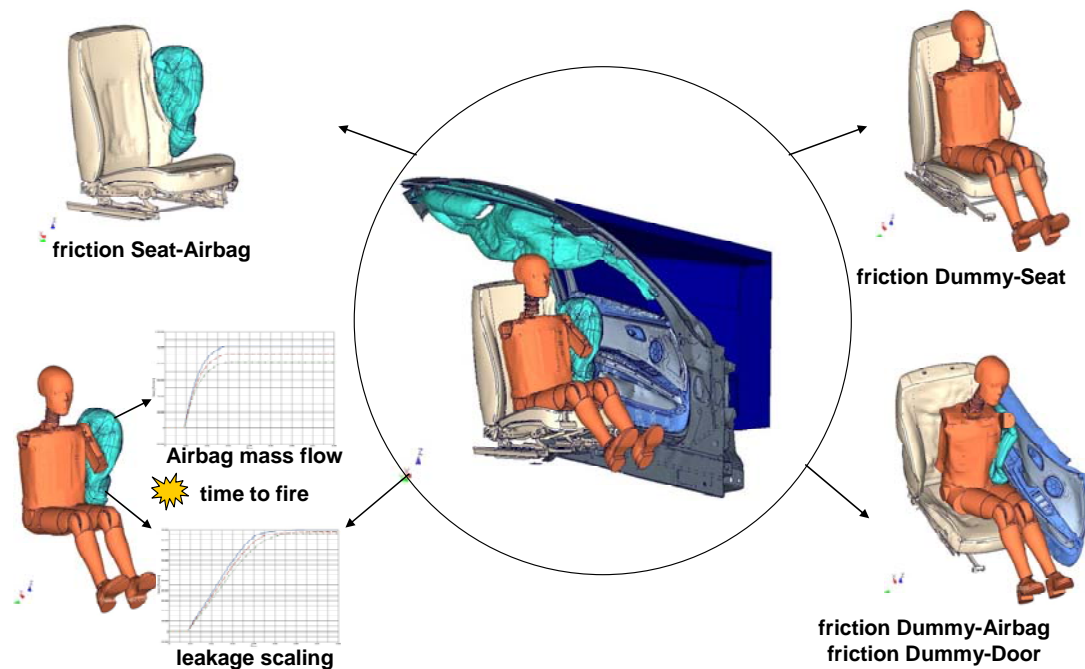 friction Seat-Airbag
friction Dummy-Seat
Airbag mass flow
time to fire
leakage scaling
friction Dummy-Airbag
friction Dummy-Door